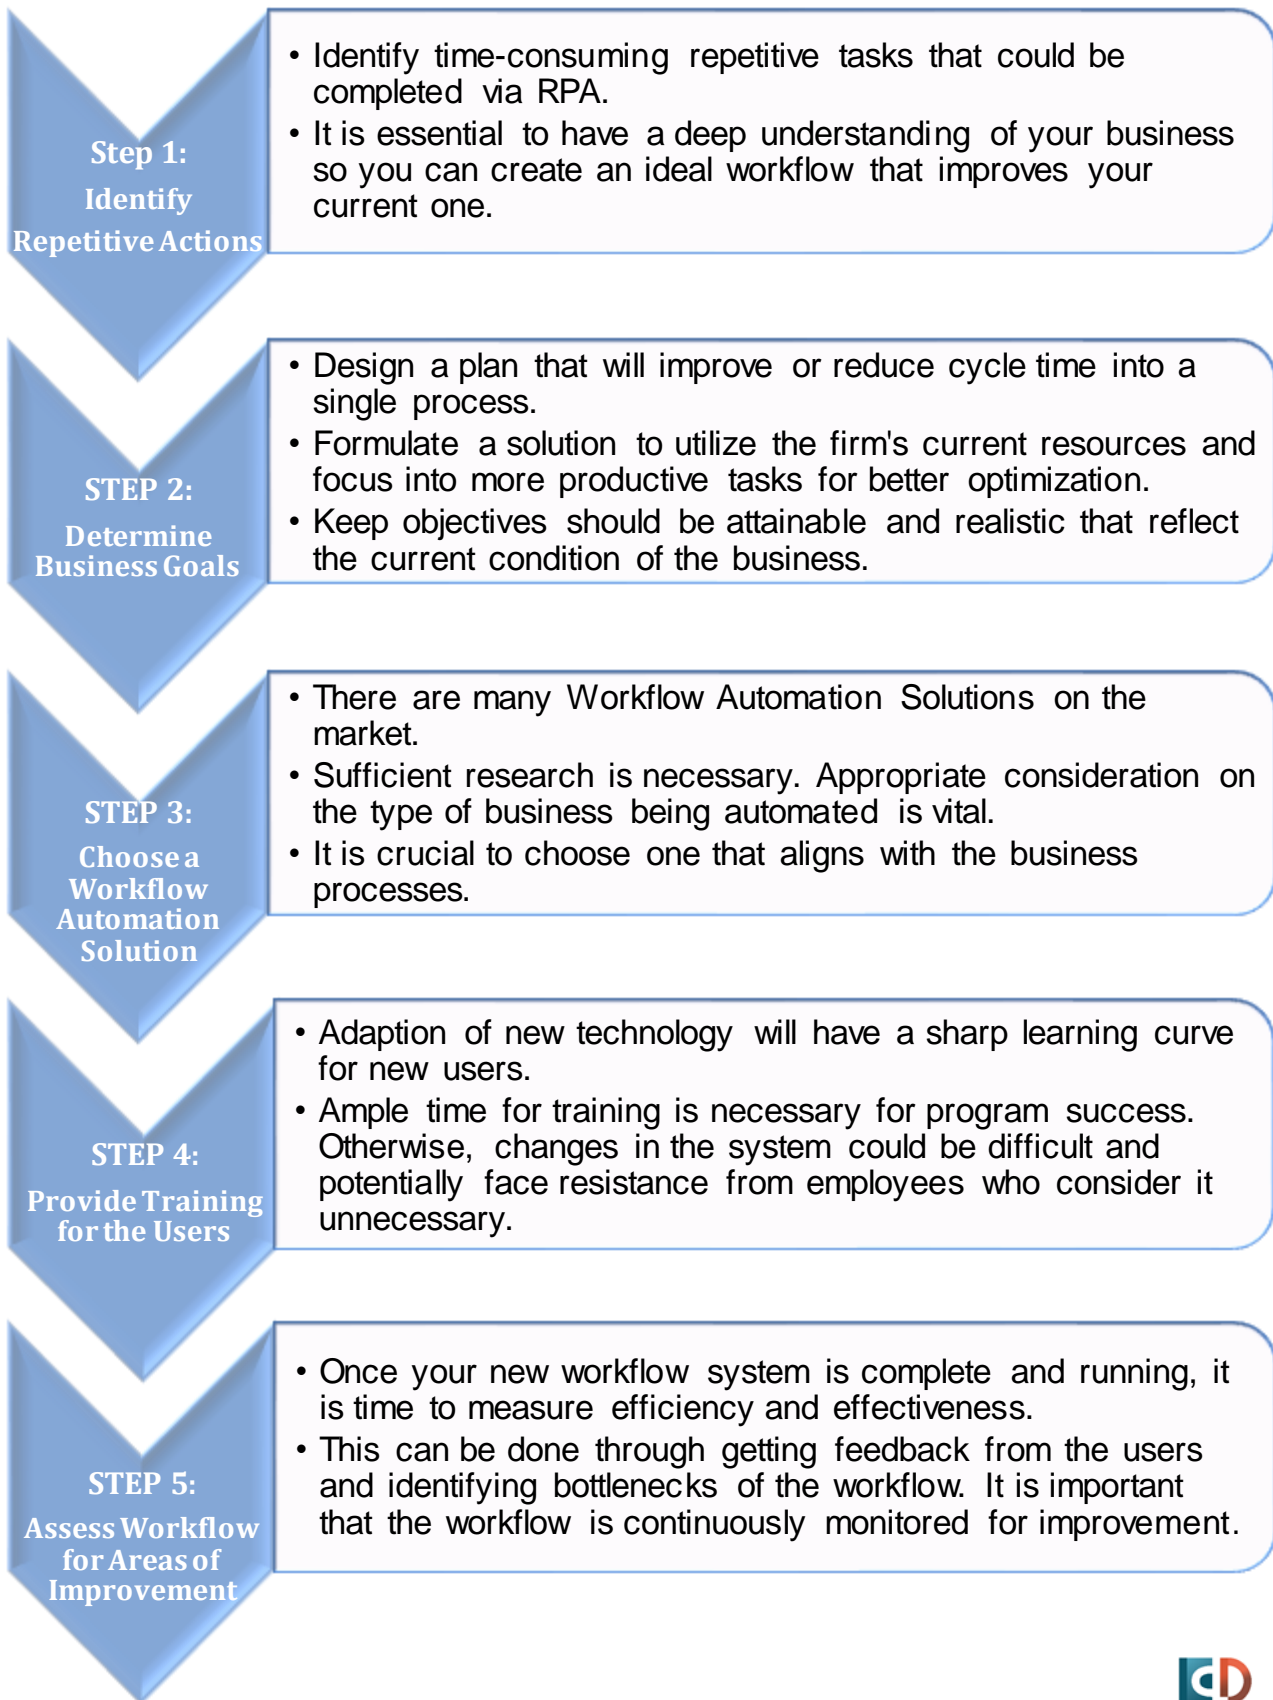 Step 1:
Identify
Repetitive Actions
• Identify time-consuming repetitive tasks that could be
completed via RPA.
• It is essential to have a deep understanding of your business
so you can create an ideal workflow that improves your
current one.
STEP 2:
Determine
Business Goals
• Design a plan that will improve or reduce cycle time into a
single process.
• Formulate a solution to utilize the firm's current resources and
focus into more productive tasks for better optimization.
• Keep objectives should be attainable and realistic that reflect
the current condition of the business.
STEP 3:
Choose a
Workflow
Automation
Solution
• There are many Workflow Automation Solutions on the
market.
• Sufficient research is necessary. Appropriate consideration on
the type of business being automated is vital.
• It is crucial to choose one that aligns with the business
processes.
STEP 4:
Provide Training
for the Users
• Adaption of new technology will have a sharp learning curve
for new users.
• Ample time for training is necessary for program success.
Otherwise, changes in the system could be difficult and
potentially face resistance from employees who consider it
unnecessary.
STEP 5:
Assess Workflow
for Areas of
Improvement
• Once your new workflow system is complete and running, it
is time to measure efficiency and effectiveness.
• This can be done through getting feedback from the users
and identifying bottlenecks of the workflow. It is important
that the workflow is continuously monitored for improvement.